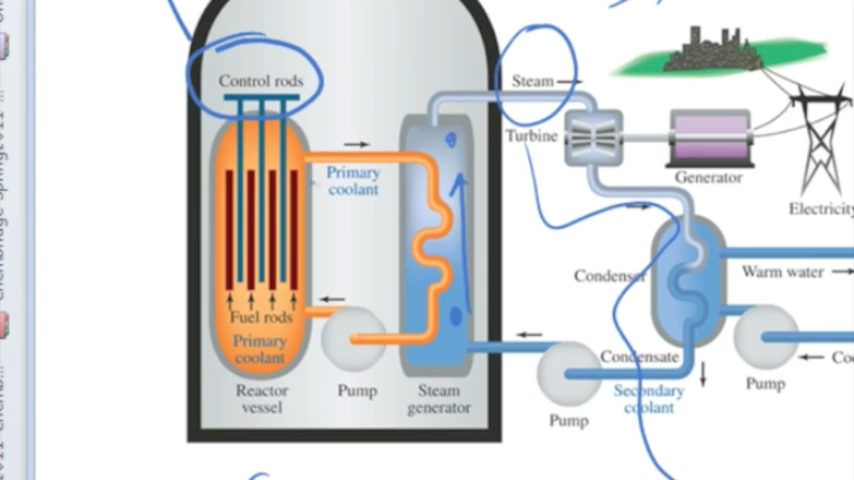 Control rods
Steam
Turbine
Primary
coolant
Generator
Electricity
Condenser
Warm water
Fuel rods
Primary
coolant
Condensate
Secondary
coolant
Reactor
vessel
Pump
Steam
generator
Pump
Pump